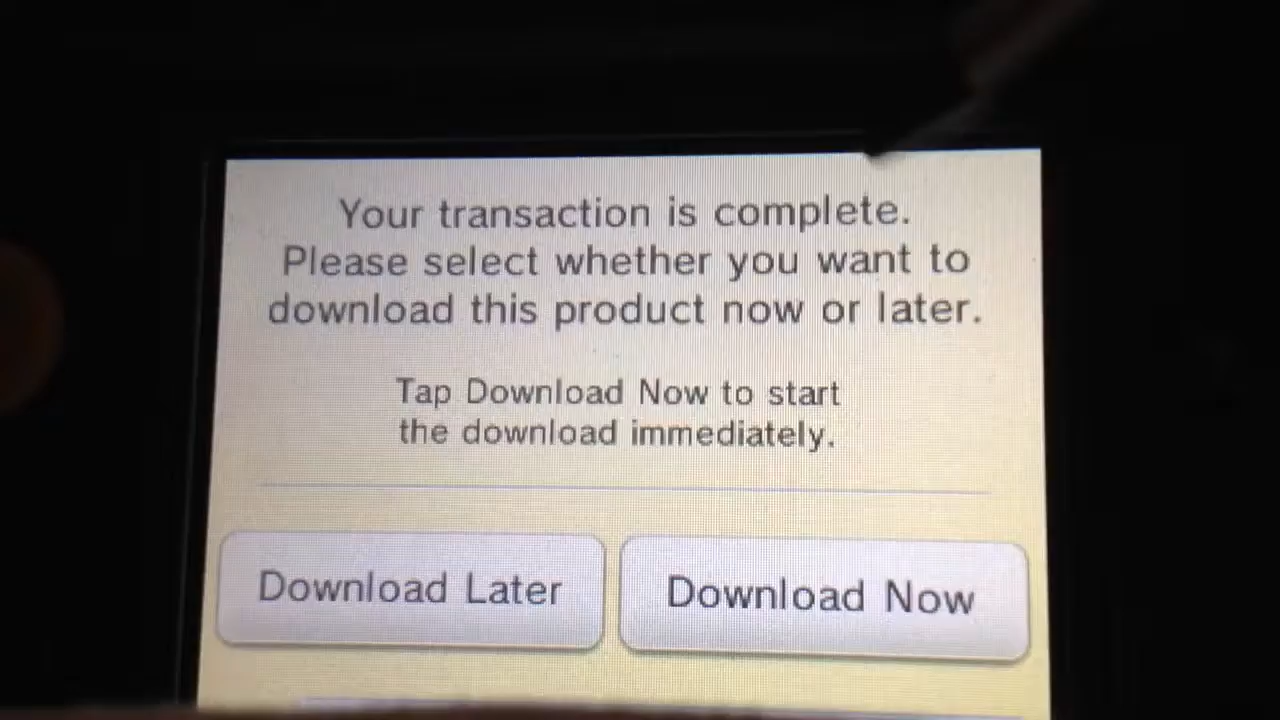 Your transaction is complete.
Please select whether you want to
download this product now or later.
Tap Download Now to start
the download immediately.
Download Later
Download Now